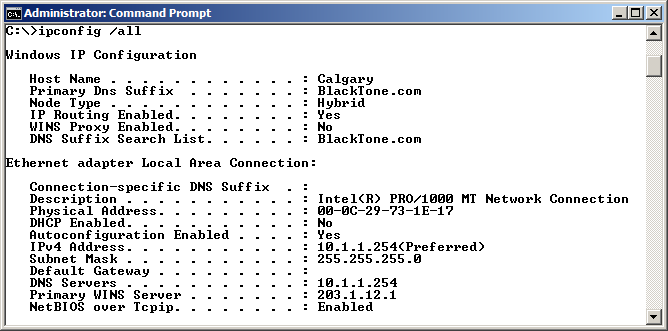 Administrator: Command Prompt
C:\>ipconfig /all
Windows IP Configuration
Host Name . . . . . . . . . . . . : Calgary
Primary Dns Suffix  . . . . . . . : BlackTone.com
Node Type . . . . . . . . . . . . : Hybrid
IP Routing Enabled. . . . . . . . : Yes
WINS Proxy Enabled. . . . . . . . : No
DNS Suffix Search List. . . . . . : BlackTone.com
Ethernet adapter Local Area Connection:
Connection-specific DNS Suffix  . :
Description . . . . . . . . . . . : Intel(R) PRO/1000 MT Network Connection
Physical Address. . . . . . . . . : 00-0C-29-73-1E-17
DHCP Enabled. . . . . . . . . . . : No
Autoconfiguration Enabled . . . . : Yes
IPv4 Address. . . . . . . . . . . : 10.1.1.254(Preferred)
Subnet Mask . . . . . . . . . . . : 255.255.255.0
Default Gateway . . . . . . . . . :
DNS Servers . . . . . . . . . . . : 10.1.1.254
Primary WINS Server . . . . . . . : 203.1.12.1
NetBIOS over Tcpip. . . . . . . . : Enabled